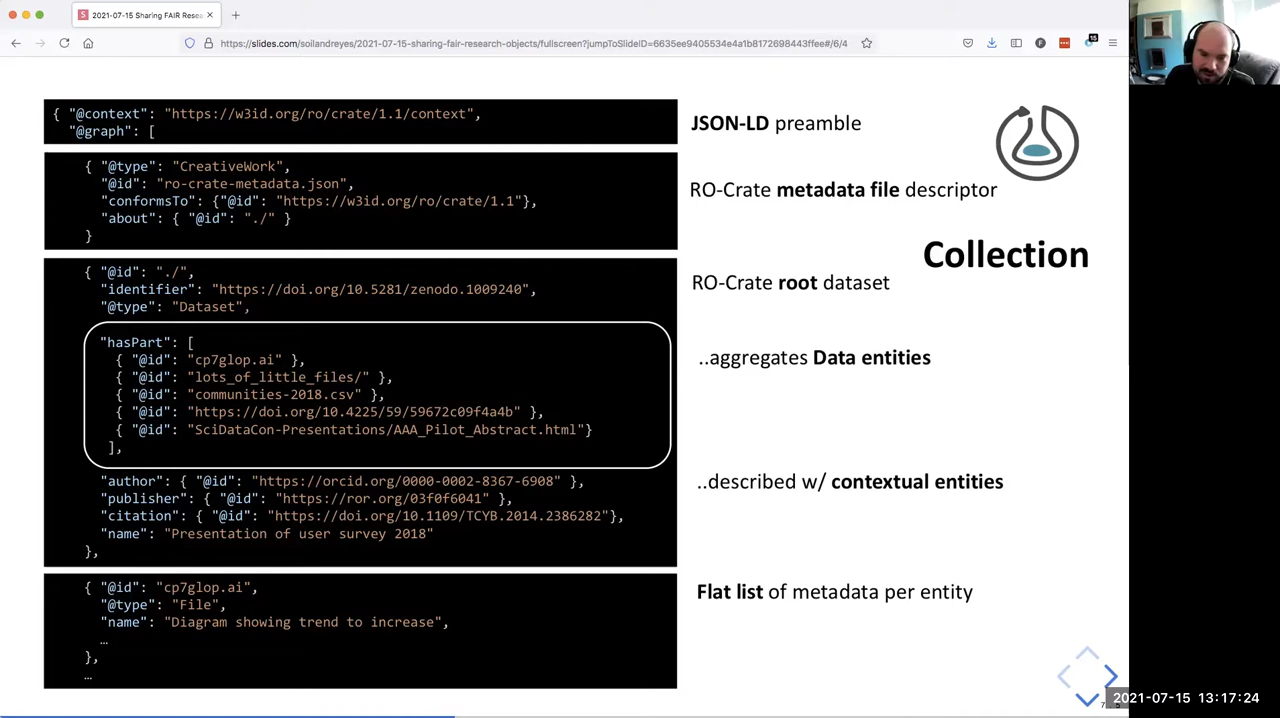 2021-07-15 Sharing FAIR Resea
https://slides.com/soilandreyes/2021-07-15-sharing-fair-research-objects/fullscreen?jumpToSlideID=6635ee9405534e4a1b8172698443ffee#/6/4
15
{ "@context": "https://w3id.org/ro/crate/1.1/context",
"@graph": [
JSON-LD preamble
{ "@type": "CreativeWork",
"@id": "ro-crate-metadata.json",
"conformsTo": {"@id": "https://w3id.org/ro/crate/1.1"},
"about": { "@id": "./" }
}
RO-Crate metadata file descriptor
Collection
{ "@id": "./",
"identifier": "https://doi.org/10.5281/zenodo.1009240",
"@type": "Dataset",
RO-Crate root dataset
"hasPart": [
{ "@id": "cp7glop.ai" },
{ "@id": "lots_of_little_files/" },
{ "@id": "communities-2018.csv" },
{ "@id": "https://doi.org/10.4225/59/59672c09f4a4b" },
{ "@id": "SciDataCon-Presentations/AAA_Pilot_Abstract.html"}
],
..aggregates Data entities
"author": { "@id": "https://orcid.org/0000-0002-8367-6908" },
"publisher": { "@id": "https://ror.org/03f0f6041" },
"citation": { "@id": "https://doi.org/10.1109/TCYB.2014.2386282"},
"name": "Presentation of user survey 2018"
},
..described w/ contextual entities
{ "@id": "cp7glop.ai",
"@type": "File",
"name": "Diagram showing trend to increase",
…
},
…
Flat list of metadata per entity
2021-07-15 13:17:24